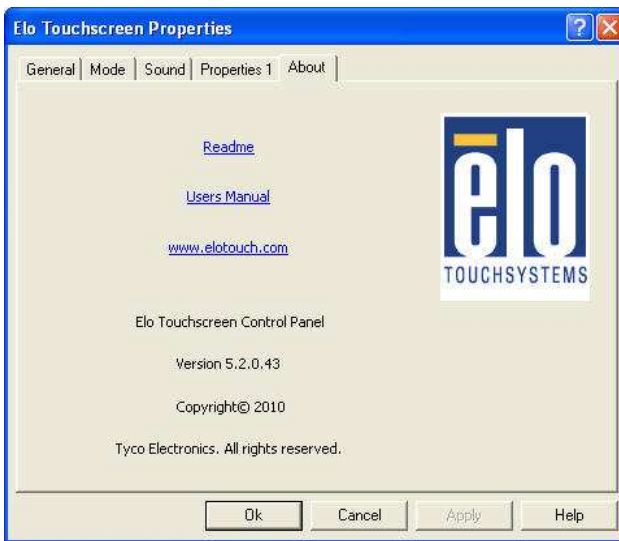 Elo Touchscreen Properties
General Mode Sound Properties 1 About
Readme
Users Manual
www.elotouch.com
elo
TOUCHSYSTEMS
Elo Touchscreen Control Panel
Version 5.2.0.43
Copyright© 2010
Tyco Electronics. All rights reserved.
Ok Cancel Apply Help